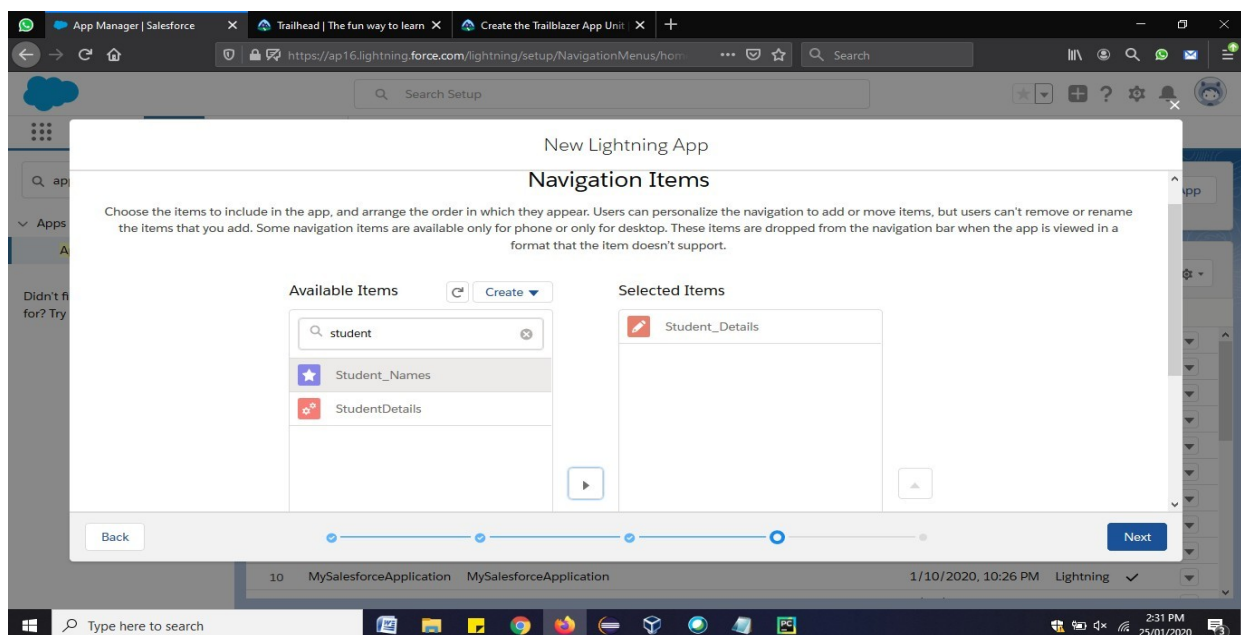 App Manager | Salesforce
Trailhead | The fun way to learn
Create the Trailblazer App Unit
https://ap16.lightning.force.com/lightning/setup/NavigationMenus/hom
Search
Search Setup
New Lightning App
ap
App
Navigation Items
Choose the items to include in the app, and arrange the order in which they appear. Users can personalize the navigation to add or move items, but users can't remove or rename
the items that you add. Some navigation items are available only for phone or only for desktop. These items are dropped from the navigation bar when the app is viewed in a
format that the item doesn't support.
Apps
A
Didn't fi
for? Try
Available Items
Create
Selected Items
student
Student_Details
Student_Names
StudentDetails
Back
Next
10 MySalesforceApplication MySalesforceApplication 1/10/2020, 10:26 PM Lightning
Type here to search
PC
2:31 PM
25/01/2020
3